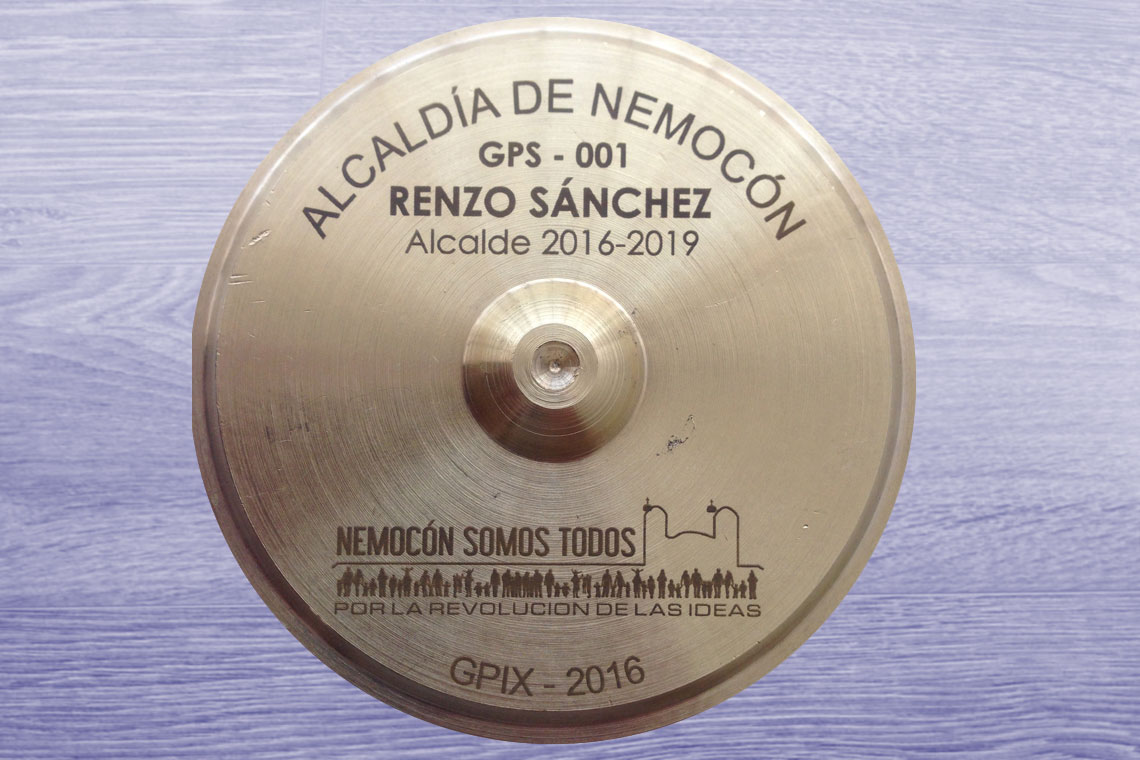 ALCALDÍA DE NEMOCÓN
GPS - 001
RENZO SÁNCHEZ
Alcalde 2016-2019
NEMOCÓN SOMOS TODOS
POR LA REVOLUCION DE LAS IDEAS
GPIX - 2016